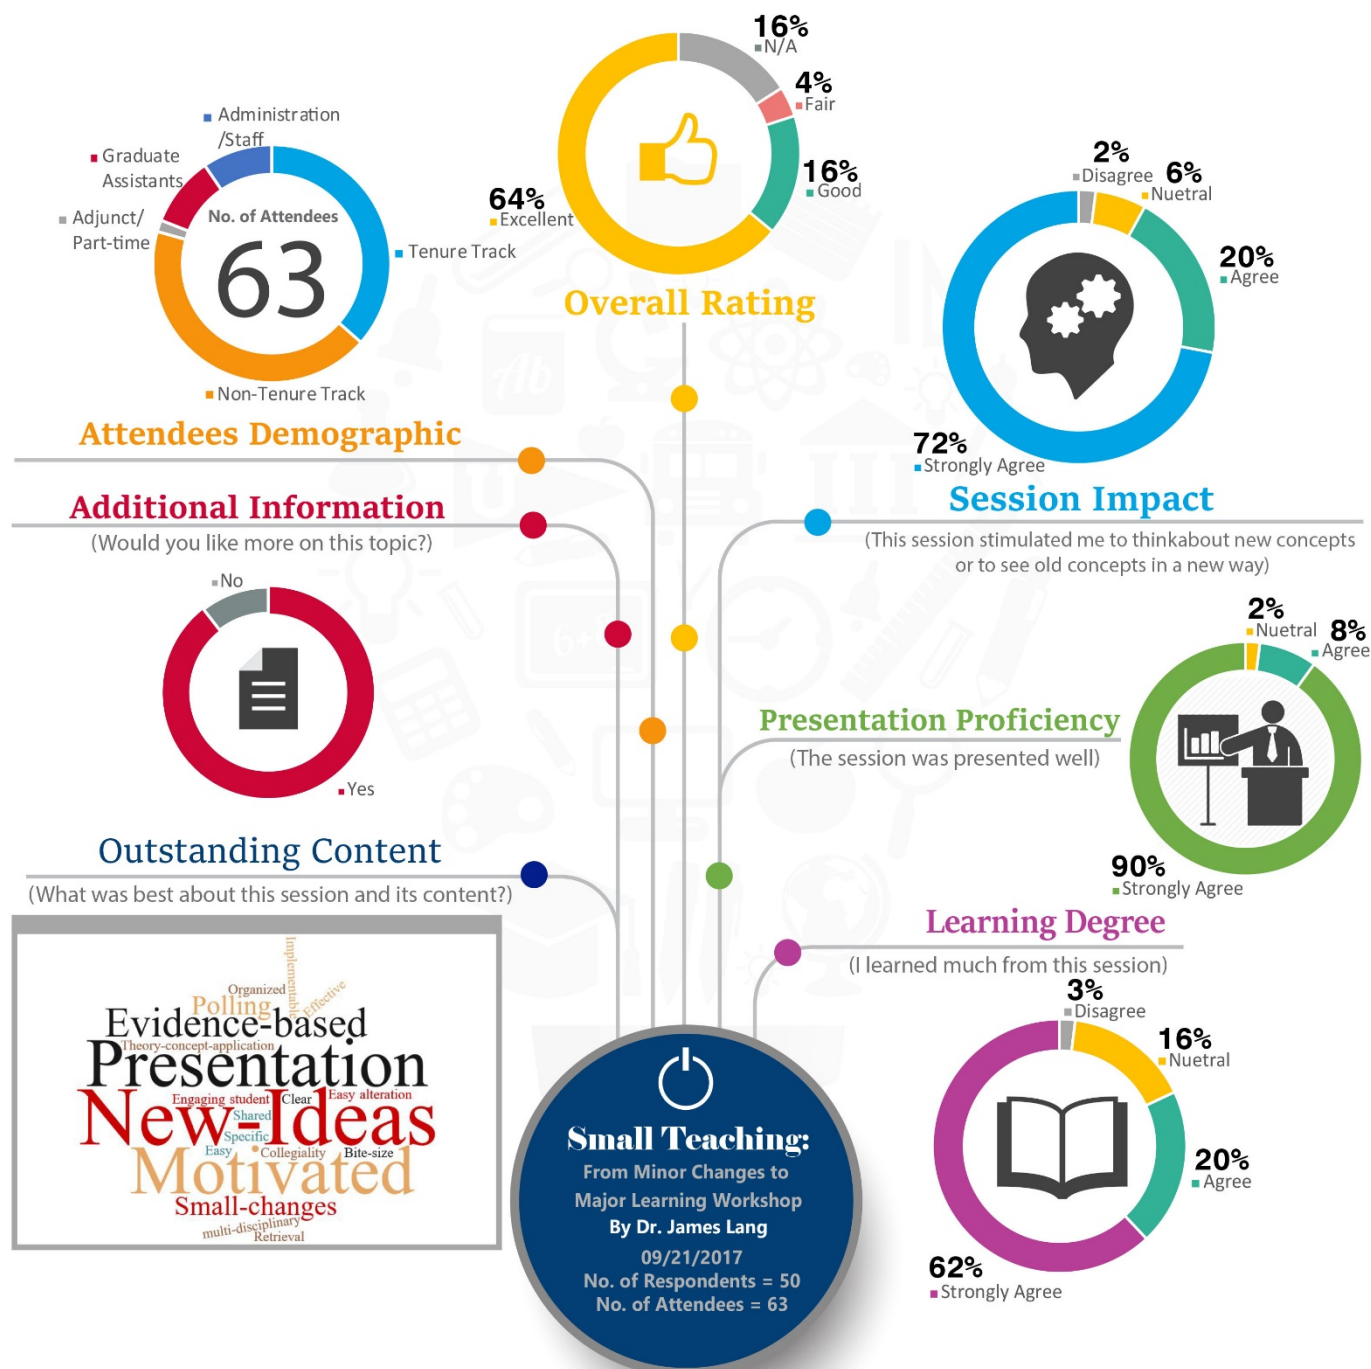 16%
N/A
4%
Fair
16%
Good
64%
Excellent
Overall Rating
Administration
/Staff
Graduate
Assistants
Adjunct/
Part-time
No. of Attendees
63
Tenure Track
Non-Tenure Track
Attendees Demographic
2%
Disagree
6%
Nuetral
20%
Agree
72%
Strongly Agree
Session Impact
(This session stimulated me to thinkabout new concepts
or to see old concepts in a new way)
Additional Information
(Would you like more on this topic?)
No
Yes
2%
Nuetral
8%
Agree
90%
Strongly Agree
Presentation Proficiency
(The session was presented well)
Outstanding Content
(What was best about this session and its content?)
Implementable
Organized
Effective
Polling
Evidence-based
Theory-concept-application
Presentation
Engaging student
Clear
Easy alteration
New-Ideas
Shared
Specific
Easy
Collegiality
Bite-size
Motivated
Small-changes
multi-disciplinary
Retrieval
Learning Degree
(I learned much from this session)
3%
Disagree
16%
Nuetral
20%
Agree
62%
Strongly Agree
Small Teaching:
From Minor Changes to
Major Learning Workshop
By Dr. James Lang
09/21/2017
No. of Respondents = 50
No. of Attendees = 63
Ab
U
6+